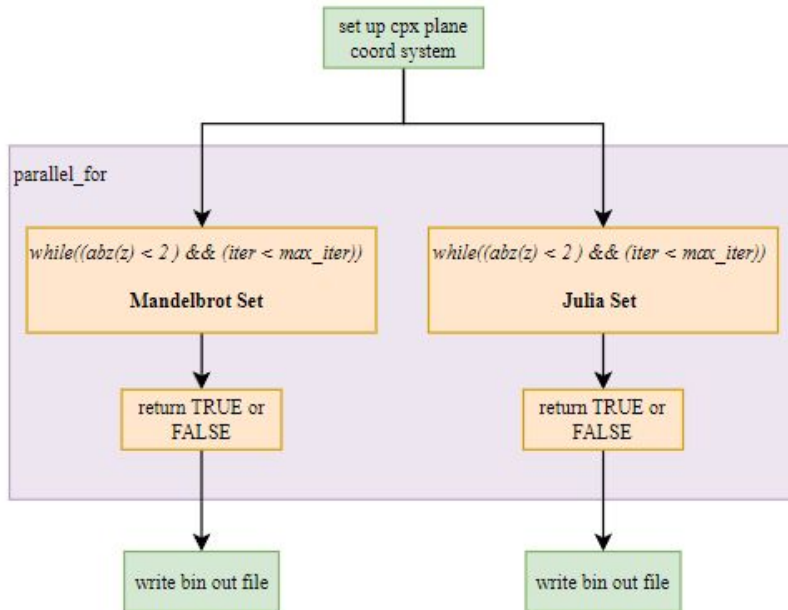 set up cpx plane
coord system
parallel_for
while((abz(z) < 2 ) && (iter < max_iter))
Mandelbrot Set
while((abz(z) < 2 ) && (iter < max_iter))
Julia Set
return TRUE or
FALSE
return TRUE or
FALSE
write bin out file
write bin out file